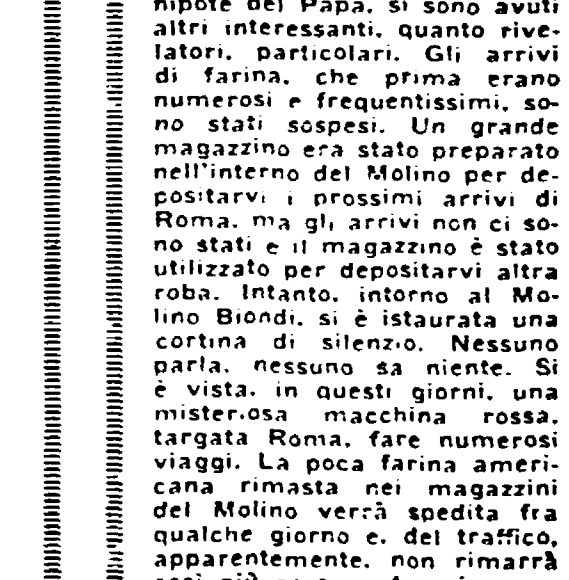 nipote del Papa, si sono avuti
altri interessanti, quanto rive-
latori, particolari. Gli arrivi
di farina, che prima erano
numerosi e frequentissimi, so-
no stati sospesi. Un grande
magazzino era stato preparato
nell'interno del Molino per de-
positarvi i prossimi arrivi di
Roma, ma gli arrivi non ci so-
no stati e il magazzino è stato
utilizzato per depositarvi altra
roba. Intanto, intorno al Mo-
lino Biondi, si è istaurata una
cortina di silenzio. Nessuno
parla, nessuno sa niente. Si
è vista, in questi giorni, una
misteriosa macchina rossa,
targata Roma, fare numerosi
viaggi. La poca farina ameri-
cana rimasta nei magazzini
del Molino verrà spedita fra
qualche giorno e, del traffico,
apparentemente, non rimarrà